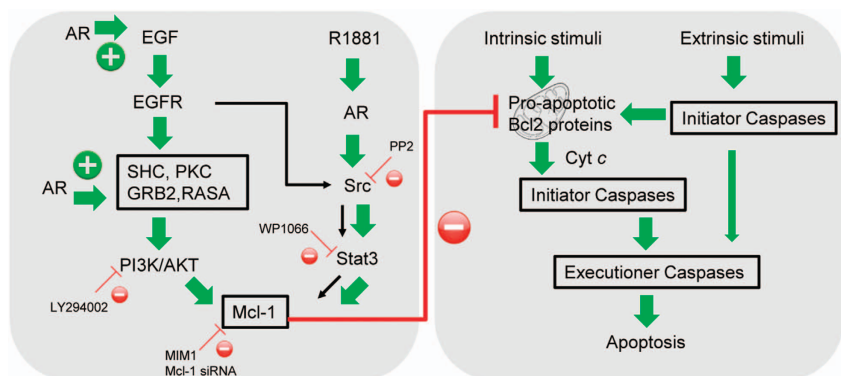 AR
EGF
R1881
EGFR
AR
PP2
AR
SHC, PKC
GRB2,RASA
Src
WP1066
PI3K/AKT
Stat3
LY294002
Mcl-1
MIM1
Mcl-1 siRNA
Intrinsic stimuli
Extrinsic stimuli
Pro-apoptotic
Bcl2 proteins
Initiator Caspases
Cyt c
Initiator Caspases
Executioner Caspases
Apoptosis